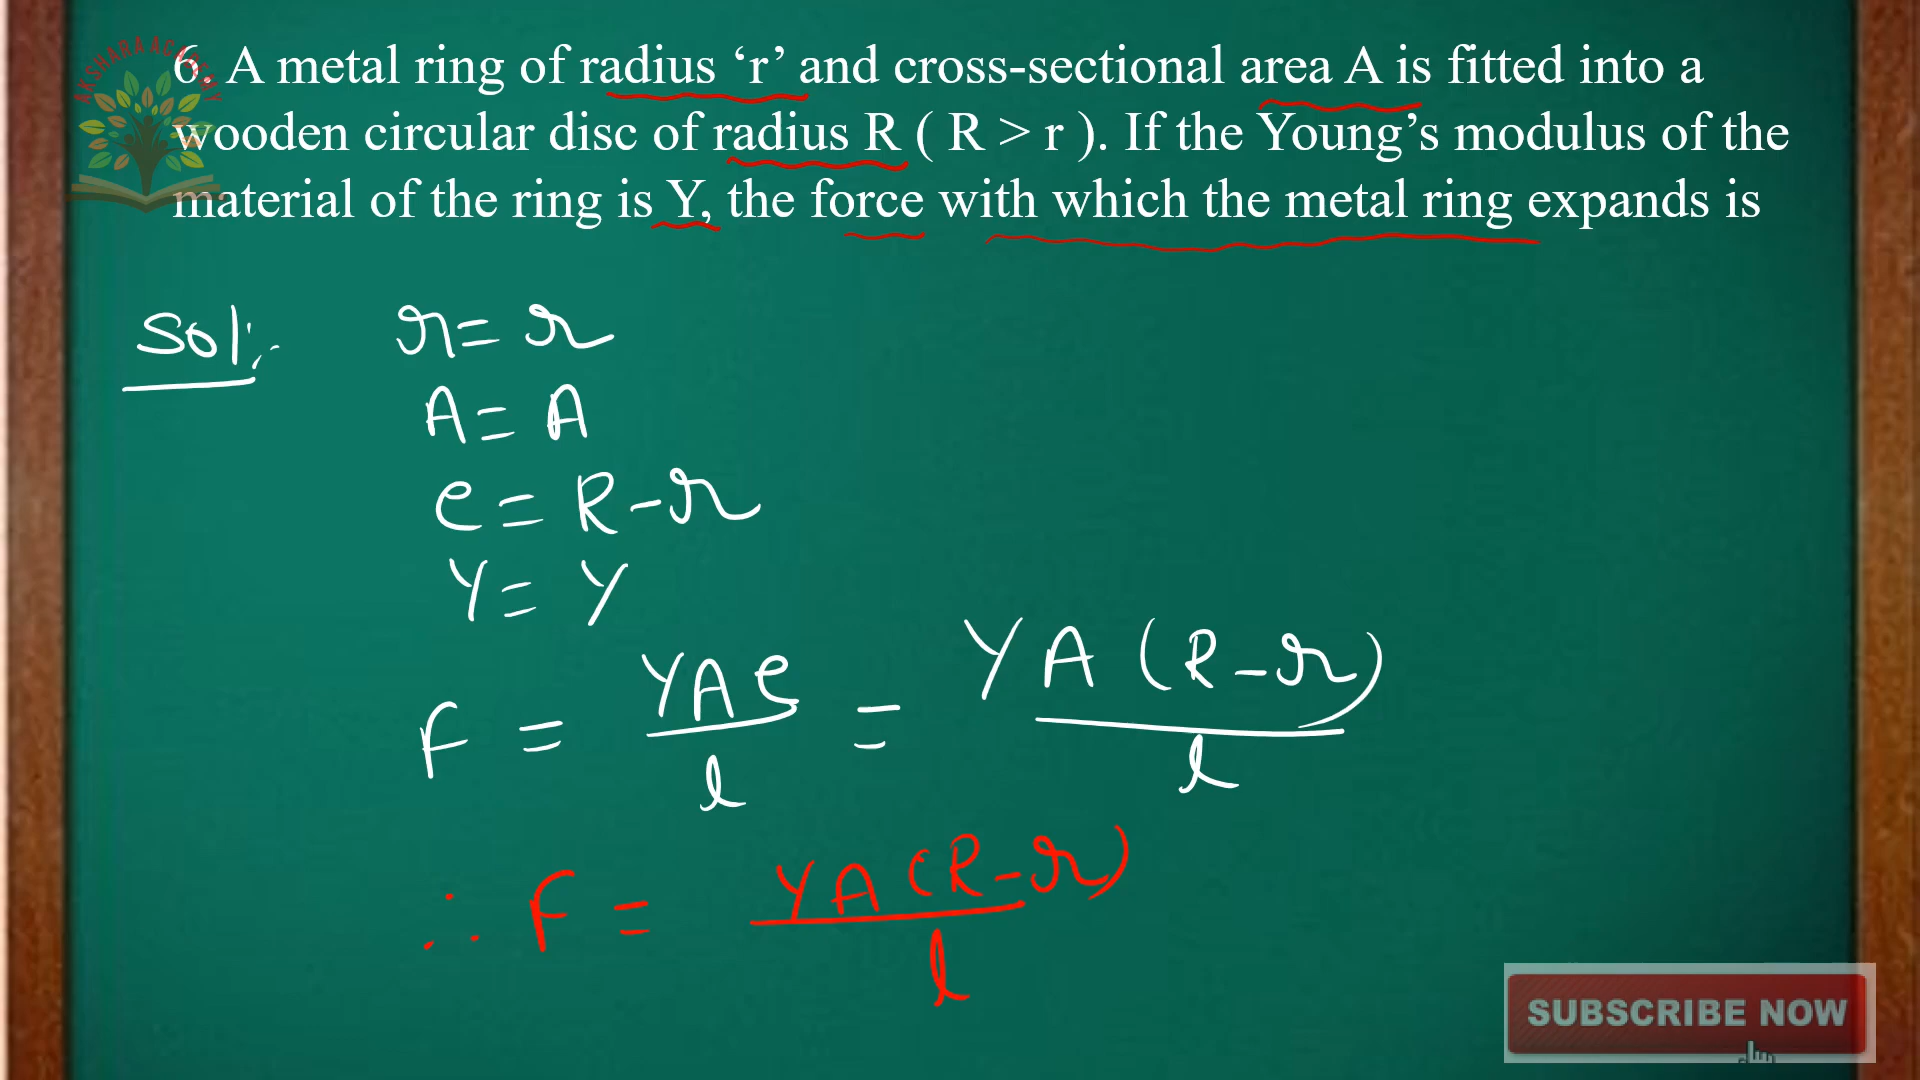 AKSHARA ACADEMY
6. A metal ring of radius ‘r’ and cross-sectional area A is fitted into a
wooden circular disc of radius R ( R > r ). If the Young’s modulus of the
material of the ring is Y, the force with which the metal ring expands is
Sol:-
r = r
A = A
e = R - r
Y = Y
F = YAe/l = YA(R-r)/l
∴ F = YA(R-r)/l
SUBSCRIBE NOW